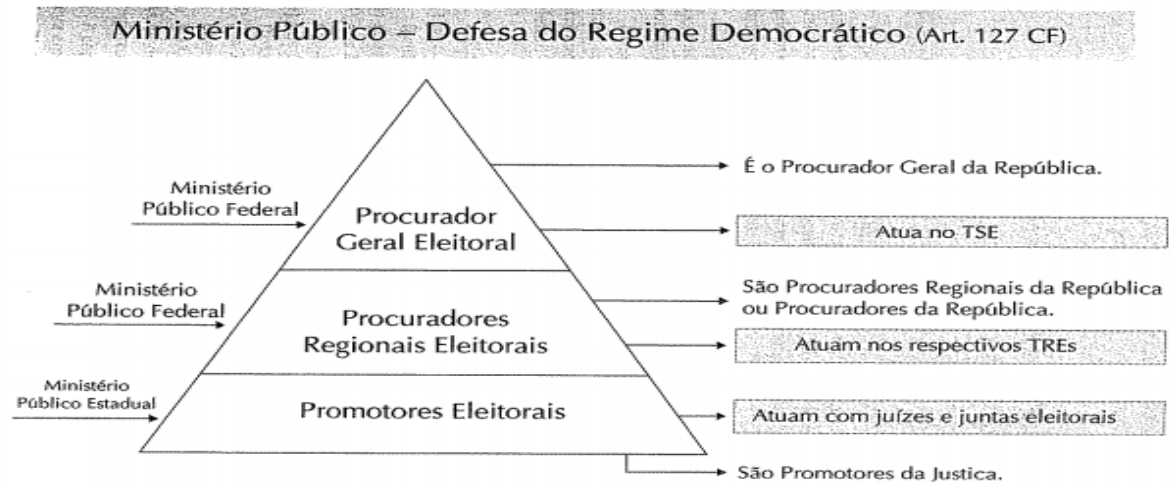 Ministério Público – Defesa do Regime Democrático (Art. 127 CF)
É o Procurador Geral da República.
Ministério
Público Federal
Procurador
Geral Eleitoral
Atua no TSE
Ministério
Público Federal
Procuradores
Regionais Eleitorais
São Procuradores Regionais da República
ou Procuradores da República.
Atuam nos respectivos TREs
Ministério
Público Estadual
Promotores Eleitorais
Atuam com juízes e juntas eleitorais
São Promotores da Justica.